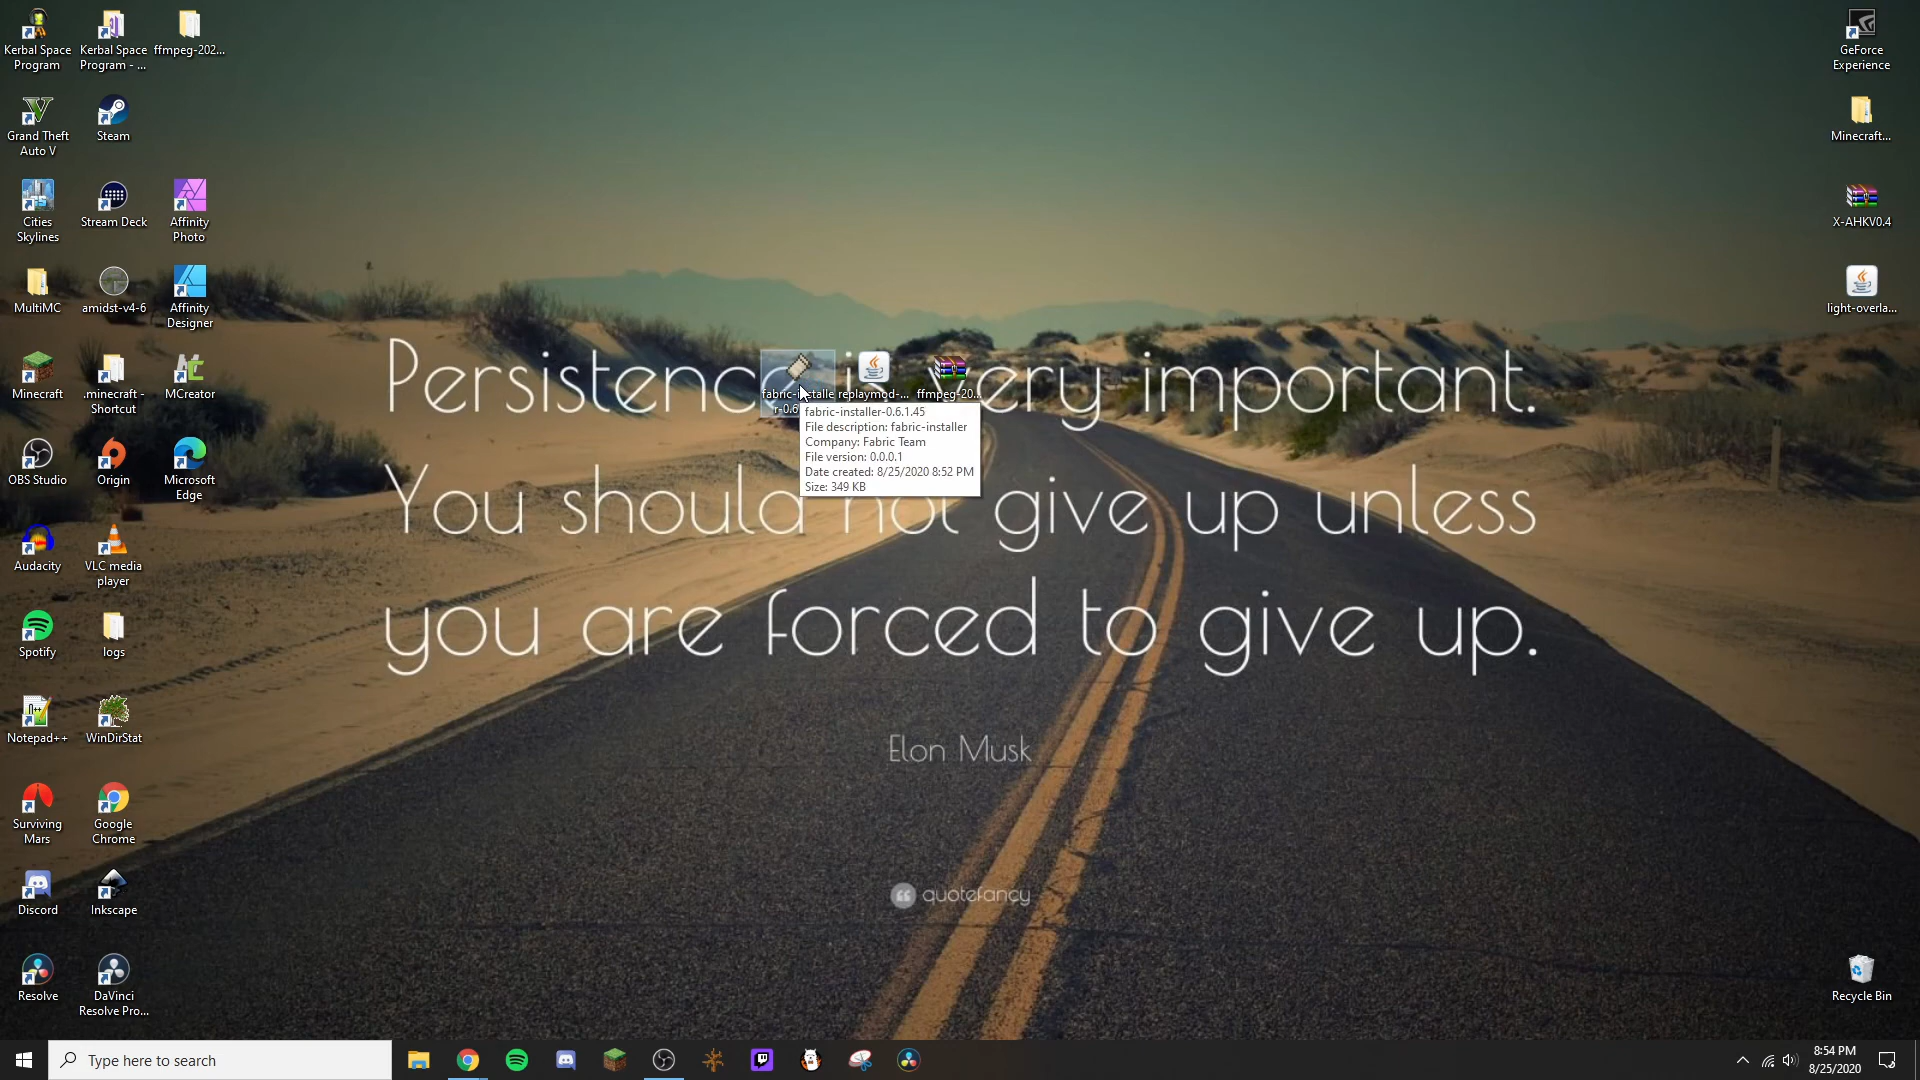 Kerbal Space
Program
Kerbal Space
Program - ...
ffmpeg-202...
Grand Theft
Auto V
Steam
Cities
Skylines
Stream Deck
Affinity
Photo
MultiMC
amidst-v4-6
Affinity
Designer
Minecraft
.minecraft -
Shortcut
MCreator
OBS Studio
Origin
Microsoft
Edge
Audacity
VLC media
player
Spotify
logs
Notepad++
WinDirStat
Surviving
Mars
Google
Chrome
Discord
Inkscape
Resolve
DaVinci
Resolve Pro...
GeForce
Experience
Minecraft...
X-AHKV0.4
light-overla...
Persistence is very important.
You should not give up unless
you are forced to give up.
Elon Musk
quotefancy
replaymod-...
ffmpeg-20...
fabric-installer-0.6.1.45
File description: fabric-installer
Company: Fabric Team
File version: 0.0.0.1
Date created: 8/25/2020 8:52 PM
Size: 349 KB
Recycle Bin
Type here to search
8:54 PM
8/25/2020